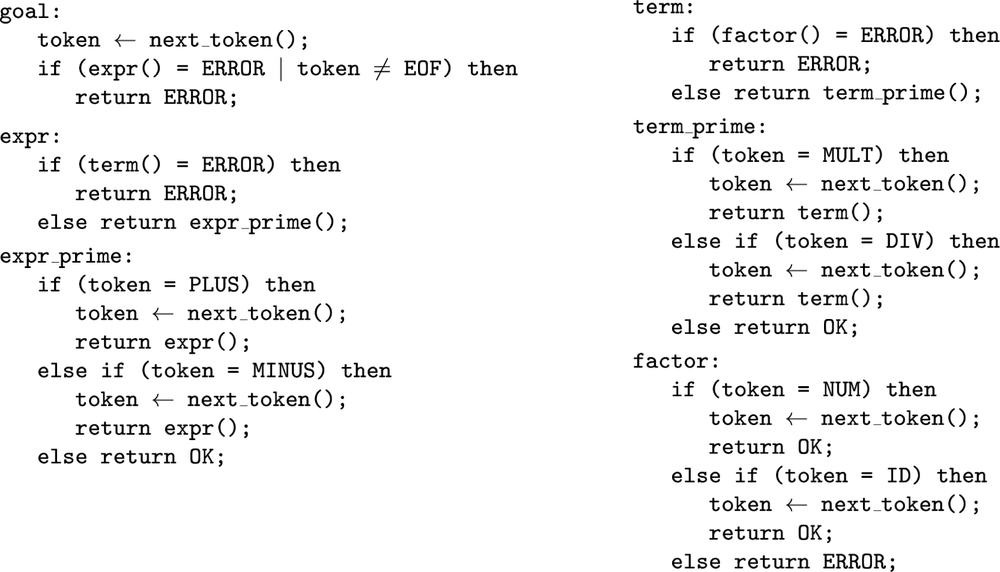 goal:
token ← next_token();
if (expr() = ERROR | token ≠ EOF) then
return ERROR;
expr:
if (term() = ERROR) then
return ERROR;
else return expr_prime();
expr_prime:
if (token = PLUS) then
token ← next_token();
return expr();
else if (token = MINUS) then
token ← next_token();
return expr();
else return OK;
term:
if (factor() = ERROR) then
return ERROR;
else return term_prime();
term_prime:
if (token = MULT) then
token ← next_token();
return term();
else if (token = DIV) then
token ← next_token();
return term();
else return OK;
factor:
if (token = NUM) then
token ← next_token();
return OK;
else if (token = ID) then
token ← next_token();
return OK;
else return ERROR;